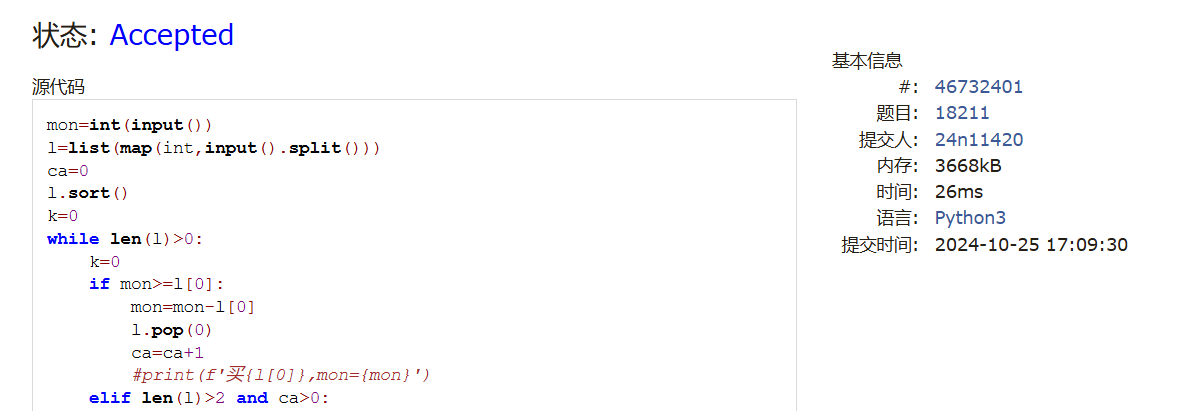 状态: Accepted
源代码
mon=int(input())
l=list(map(int,input().split()))
ca=0
l.sort()
k=0
while len(l)>0:
    k=0
    if mon>=l[0]:
        mon=mon-l[0]
        l.pop(0)
        ca=ca+1
        #print(f'买{l[0]},mon={mon}')
    elif len(l)>2 and ca>0:
基本信息
#: 46732401
题目: 18211
提交人: 24n11420
内存: 3668kB
时间: 26ms
语言: Python3
提交时间: 2024-10-25 17:09:30